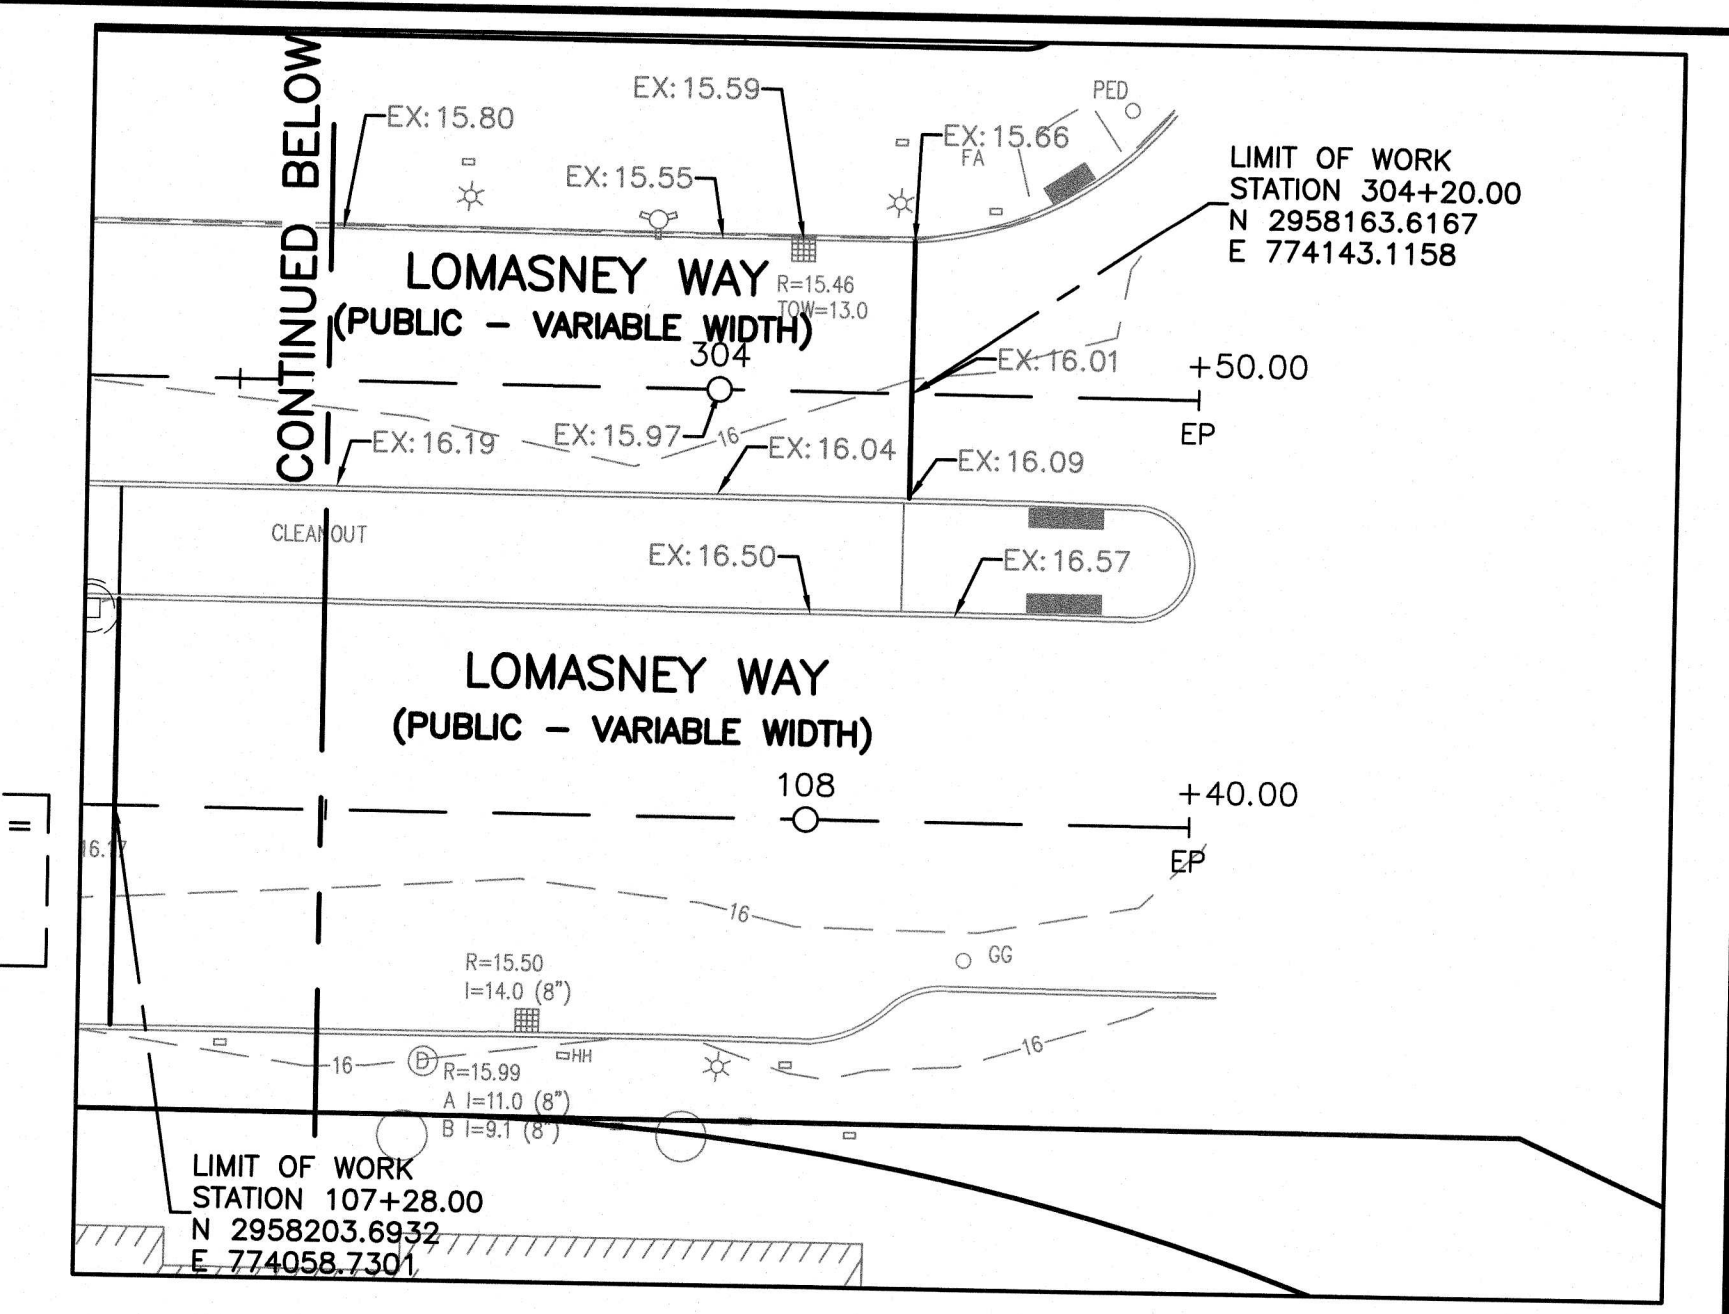 CONTINUED BELOW
EX:15.80
EX:15.59
PED
EX:15.66
FA
EX:15.55
LIMIT OF WORK
STATION 304+20.00
N 2958163.6167
E 774143.1158
LOMASNEY WAY
(PUBLIC - VARIABLE WIDTH)
R=15.46
TOW=13.0
304
EX:16.01
+50.00
EP
EX:16.19
EX:15.97
16
EX:16.04
EX:16.09
CLEANOUT
EX:16.50
EX:16.57
LOMASNEY WAY
(PUBLIC - VARIABLE WIDTH)
108
+40.00
EP
=
16.17
16
R=15.50
I=14.0 (8")
GG
16
16
D
HH
R=15.99
A I=11.0 (8")
B I=9.1 (8")
LIMIT OF WORK
STATION 107+28.00
N 2958203.6932
E 774058.7301